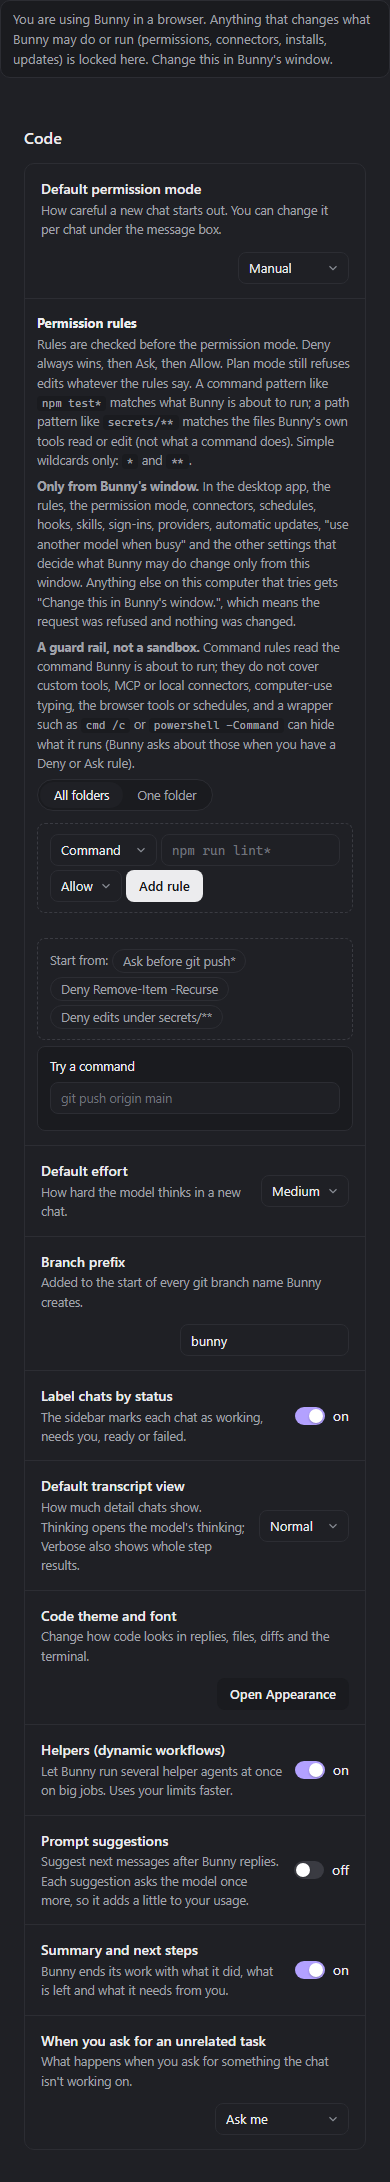 You are using Bunny in a browser. Anything that changes what
Bunny may do or run (permissions, connectors, installs,
updates) is locked here. Change this in Bunny's window.
Code
Default permission mode
How careful a new chat starts out. You can change it
per chat under the message box.
Manual
Permission rules
Rules are checked before the permission mode. Deny
always wins, then Ask, then Allow. Plan mode still refuses
edits whatever the rules say. A command pattern like
npm test* matches what Bunny is about to run; a path
pattern like secrets/** matches the files Bunny's own
tools read or edit (not what a command does). Simple
wildcards only: * and **.
Only from Bunny's window. In the desktop app, the
rules, the permission mode, connectors, schedules,
hooks, skills, sign-ins, providers, automatic updates, "use
another model when busy" and the other settings that
decide what Bunny may do change only from this
window. Anything else on this computer that tries gets
"Change this in Bunny's window.", which means the
request was refused and nothing was changed.
A guard rail, not a sandbox. Command rules read the
command Bunny is about to run; they do not cover
custom tools, MCP or local connectors, computer-use
typing, the browser tools or schedules, and a wrapper
such as cmd /c or powershell -Command can hide
what it runs (Bunny asks about those when you have a
Deny or Ask rule).
All folders One folder
Command npm run lint*
Allow Add rule
Start from: Ask before git push*
Deny Remove-Item -Recurse
Deny edits under secrets/**
Try a command
git push origin main
Default effort
How hard the model thinks in a new
chat.
Medium
Branch prefix
Added to the start of every git branch name Bunny
creates.
bunny
Label chats by status
The sidebar marks each chat as working,
needs you, ready or failed.
on
Default transcript view
How much detail chats show.
Thinking opens the model's thinking;
Verbose also shows whole step
results.
Normal
Code theme and font
Change how code looks in replies, files, diffs and the
terminal.
Open Appearance
Helpers (dynamic workflows)
Let Bunny run several helper agents at once
on big jobs. Uses your limits faster.
on
Prompt suggestions
Suggest next messages after Bunny replies.
Each suggestion asks the model once
more, so it adds a little to your usage.
off
Summary and next steps
Bunny ends its work with what it did, what
is left and what it needs from you.
on
When you ask for an unrelated task
What happens when you ask for something the chat
isn't working on.
Ask me